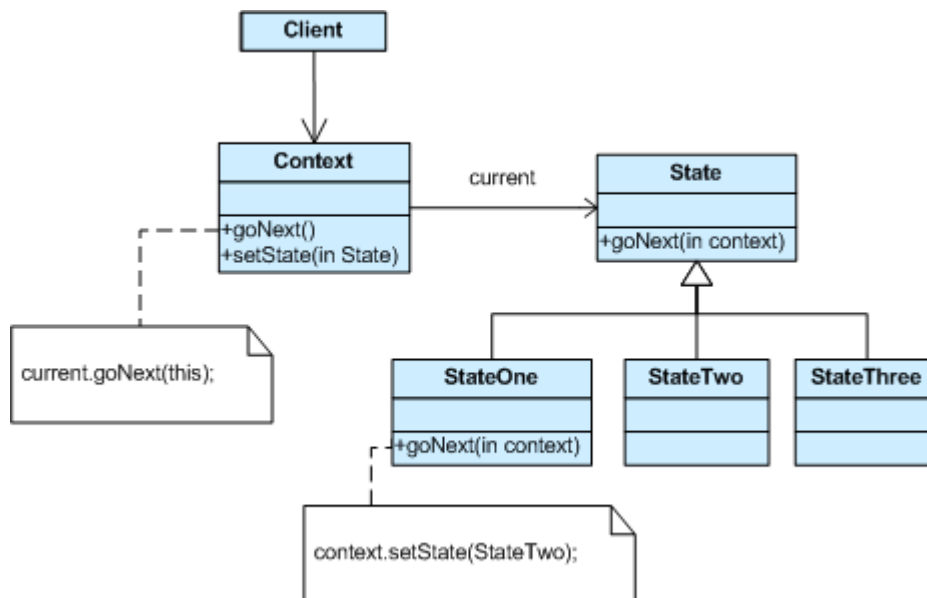 Client
Context
+goNext()
+setState(in State)
current
State
+goNext(in context)
current.goNext(this);
StateOne
+goNext(in context)
StateTwo
StateThree
context.setState(StateTwo);